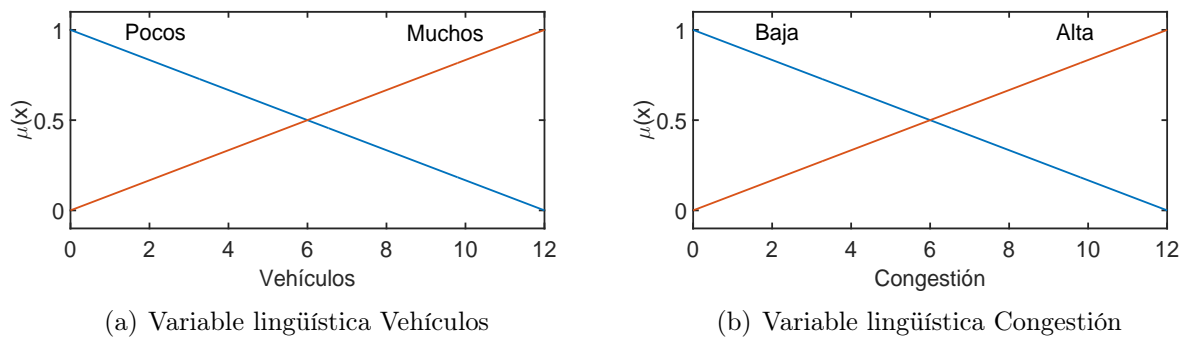 Pocos
Muchos
1
0.5
0
μ(x)
0
2
4
6
8
10
12
Vehículos
(a) Variable lingüística Vehículos
Baja
Alta
1
0.5
0
μ(x)
0
2
4
6
8
10
12
Congestión
(b) Variable lingüística Congestión